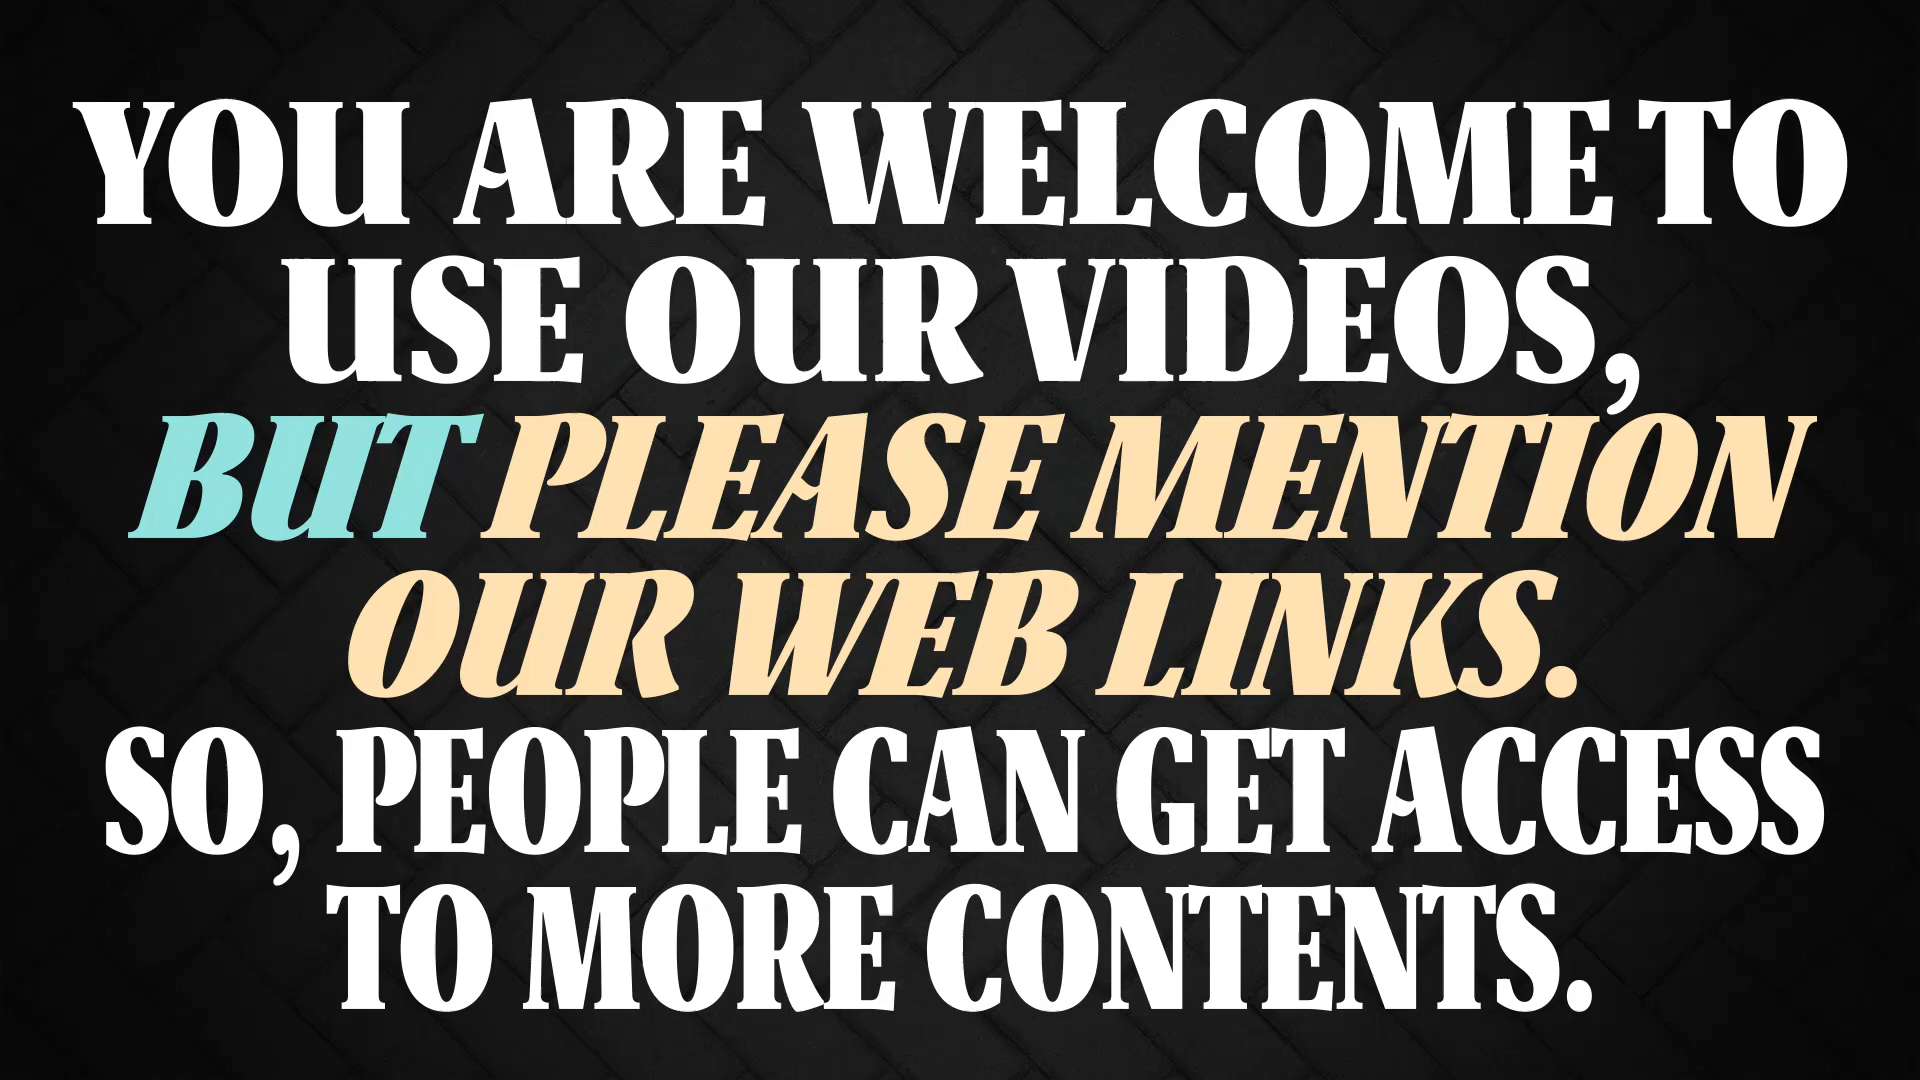 YOU ARE WELCOME TO
USE OUR VIDEOS,
BUT PLEASE MENTION
OUR WEB LINKS.
SO, PEOPLE CAN GET ACCESS
TO MORE CONTENTS.